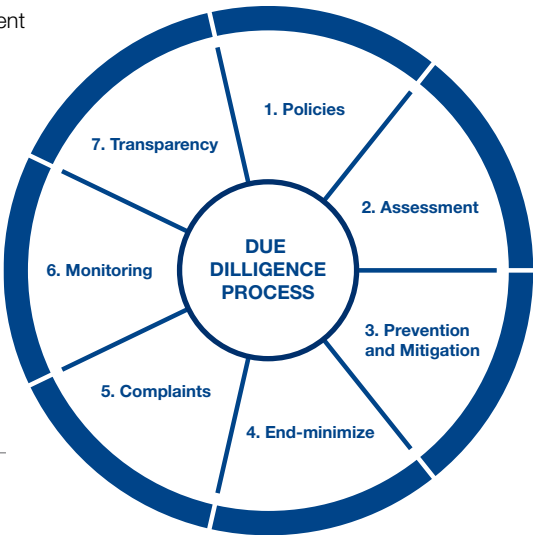 ent
1. Policies
2. Assessment
3. Prevention
and Mitigation
4. End-minimize
5. Complaints
6. Monitoring
7. Transparency
DUE
DILLIGENCE
PROCESS